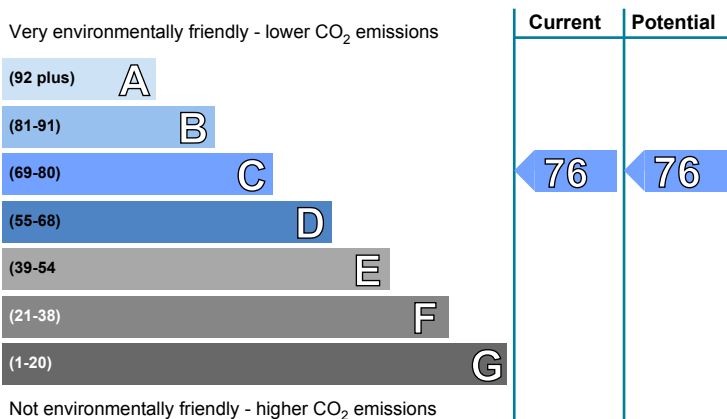 Current Potential
Very environmentally friendly - lower CO2 emissions
(92 plus) A
(81-91) B
(69-80) C 76 76
(55-68) D
(39-54 E
(21-38) F
(1-20) G
Not environmentally friendly - higher CO2 emissions